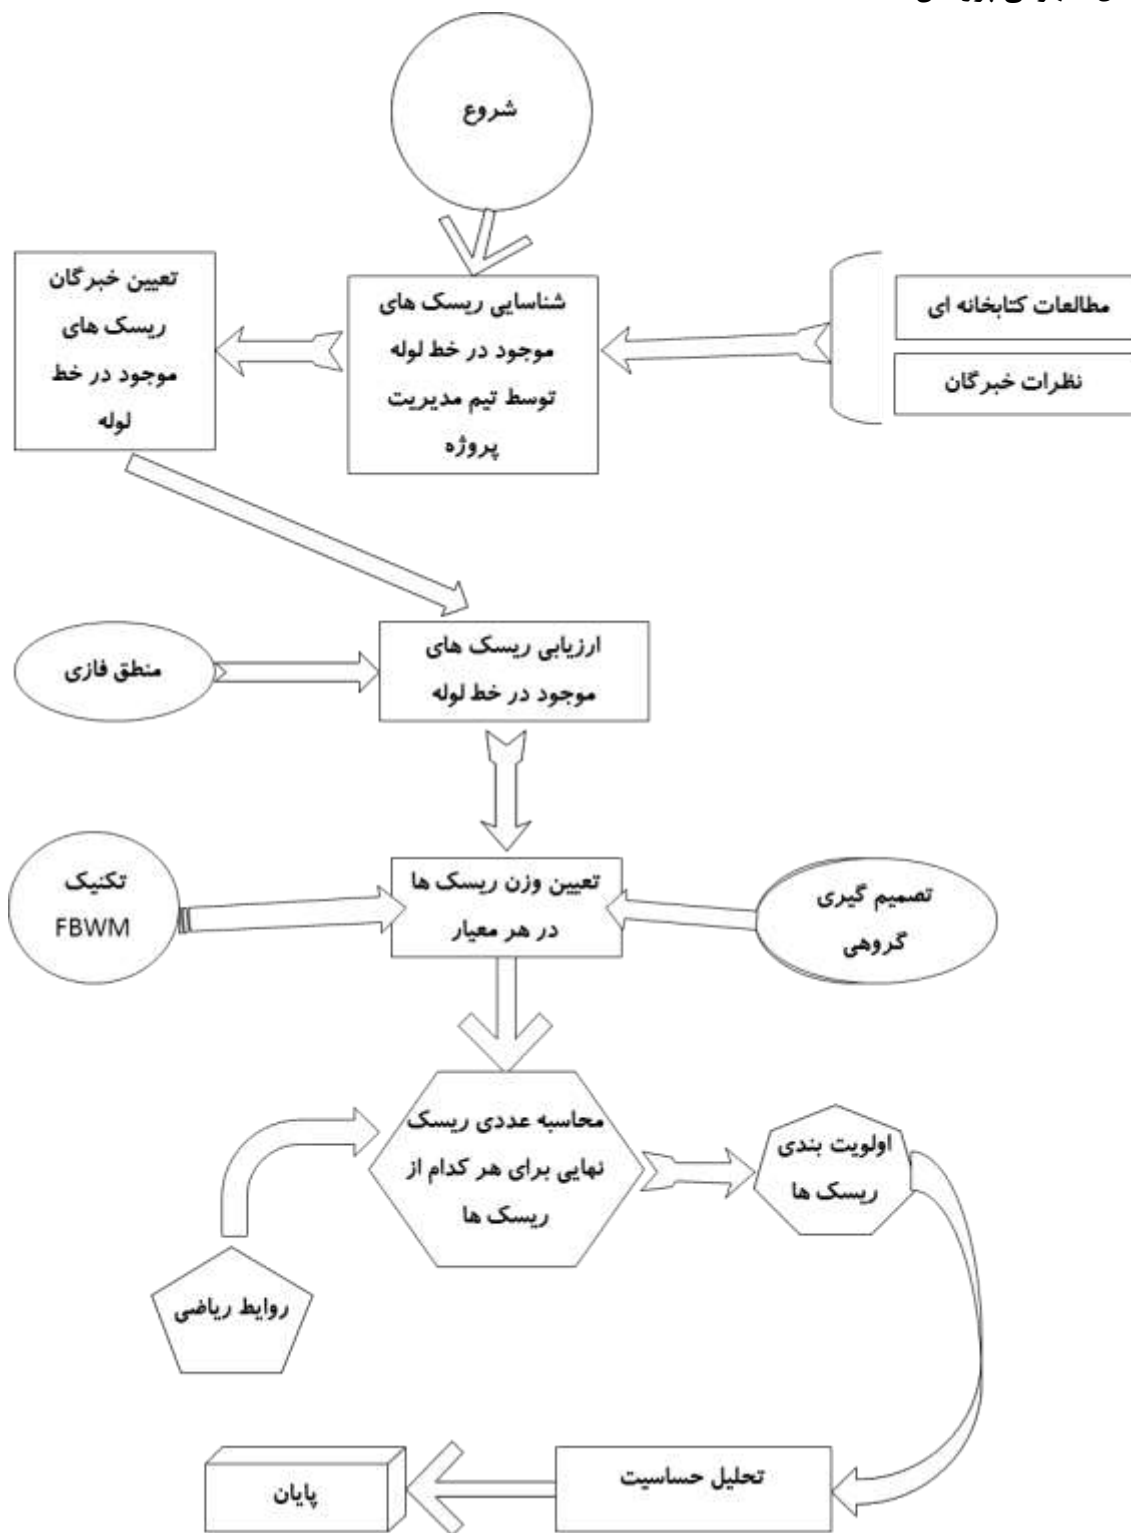 شروع
شناسایی ریسک های
موجود در خط لوله
توسط تیم مدیریت
پروژه
مطالعات کتابخانه ای
نظرات خبرگان
تعیین خبرگان
ریسک های
موجود در خط
لوله
ارزیابی ریسک های
موجود در خط لوله
منطق فازی
تعیین وزن ریسک ها
در هر معیار
تکنیک
FBWM
تصمیم گیری
گروهی
محاسبه عددی ریسک
نهایی برای هر کدام از
ریسک ها
روابط ریاضی
اولویت بندی
ریسک ها
تحلیل حساسیت
پایان